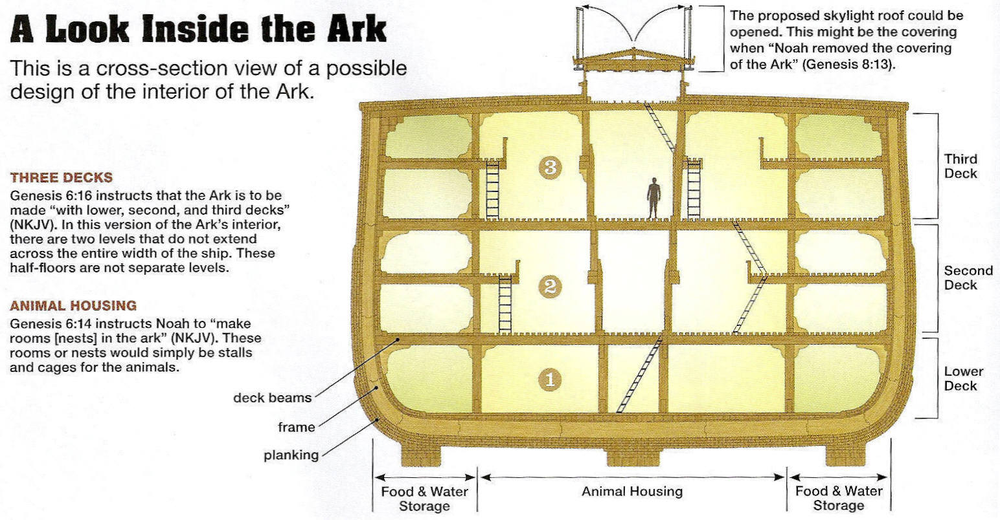 A Look Inside the Ark
This is a cross-section view of a possible
design of the interior of the Ark.
The proposed skylight roof could be
opened. This might be the covering
when “Noah removed the covering
of the Ark” (Genesis 8:13).
THREE DECKS
Genesis 6:16 instructs that the Ark is to be
made “with lower, second, and third decks”
(NKJV). In this version of the Ark’s interior,
there are two levels that do not extend
across the entire width of the ship. These
half-floors are not separate levels.
ANIMAL HOUSING
Genesis 6:14 instructs Noah to “make
rooms [nests] in the ark” (NKJV). These
rooms or nests would simply be stalls
and cages for the animals.
deck beams
frame
planking
3
2
1
Third
Deck
Second
Deck
Lower
Deck
Food & Water
Storage
Animal Housing
Food & Water
Storage